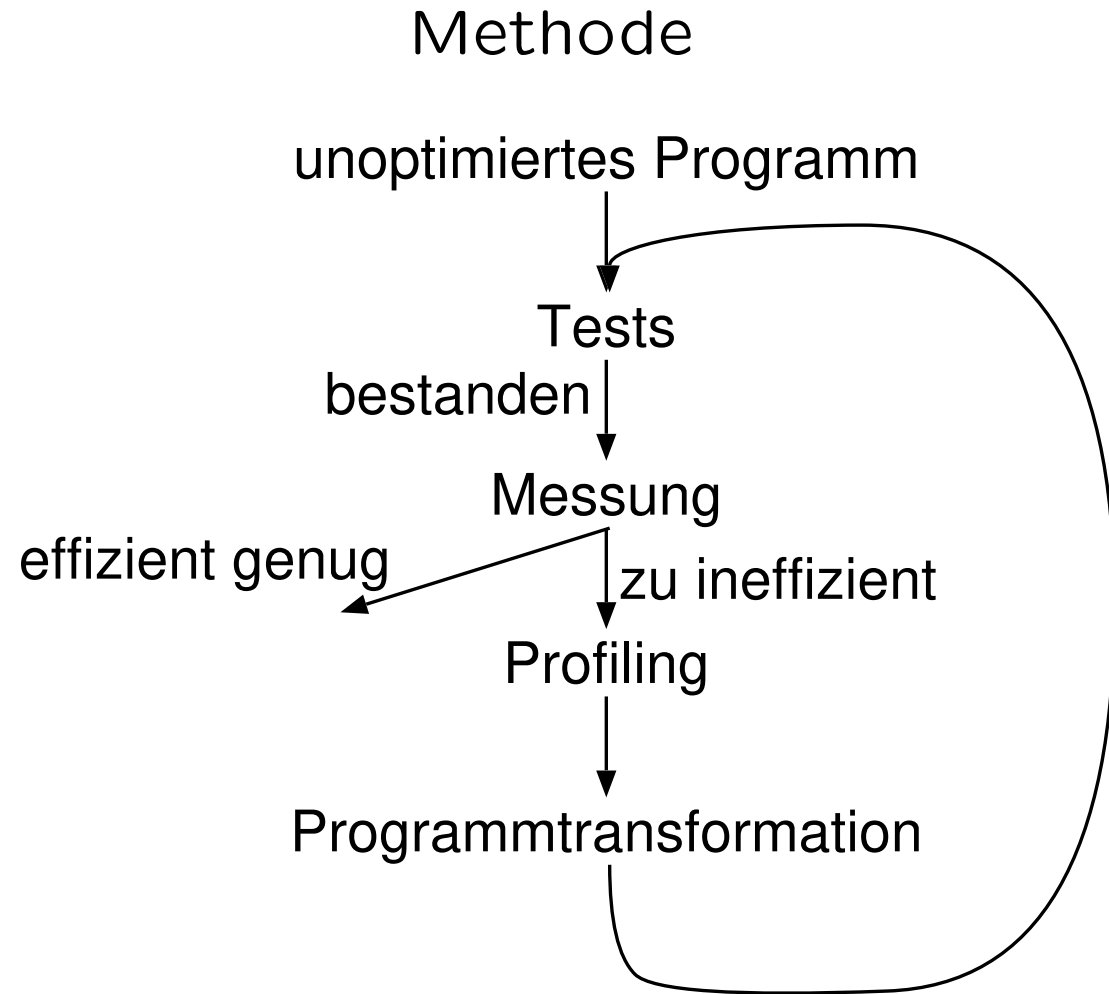 Methode
unoptimiertes Programm
Tests
bestanden
Messung
effizient genug
zu ineffizient
Profiling
Programmtransformation